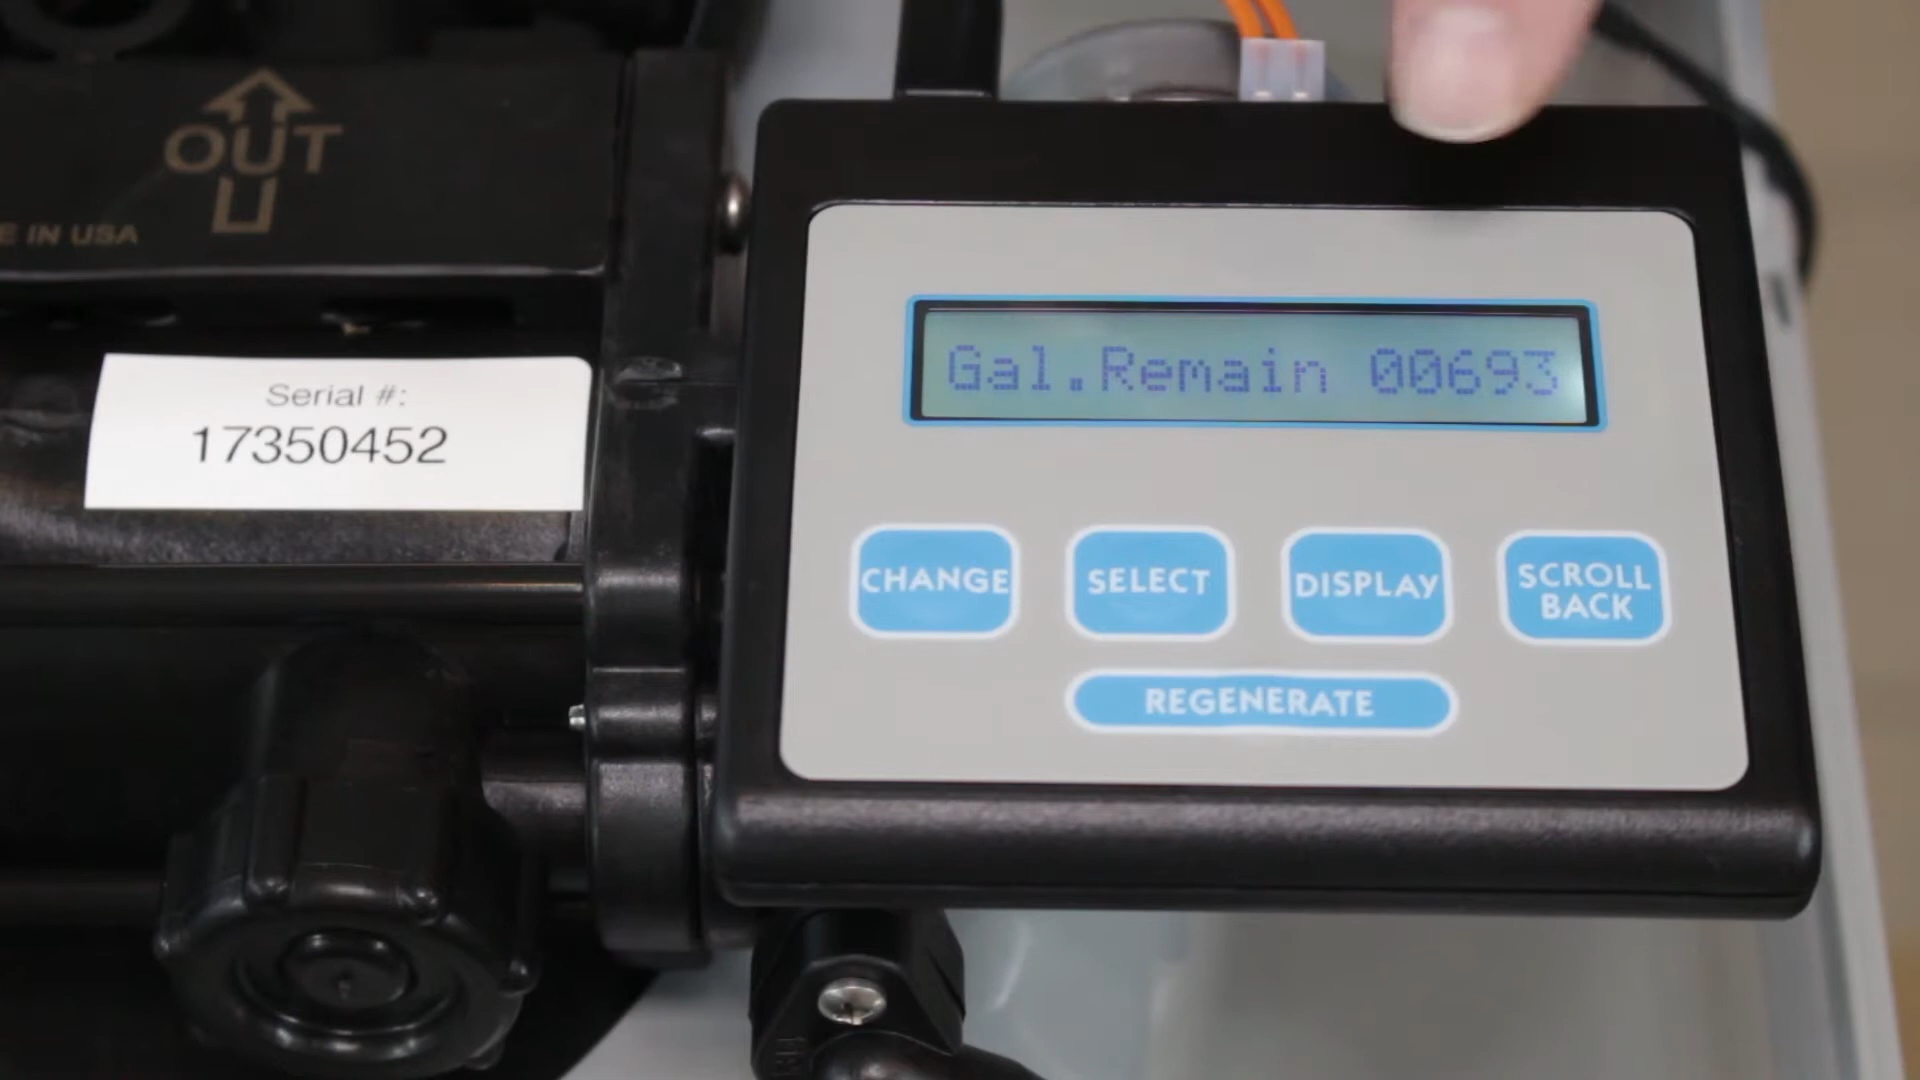 OUT
E IN USA
Serial #:
17350452
Gal.Remain 00693
CHANGE
SELECT
DISPLAY
SCROLL
BACK
REGENERATE